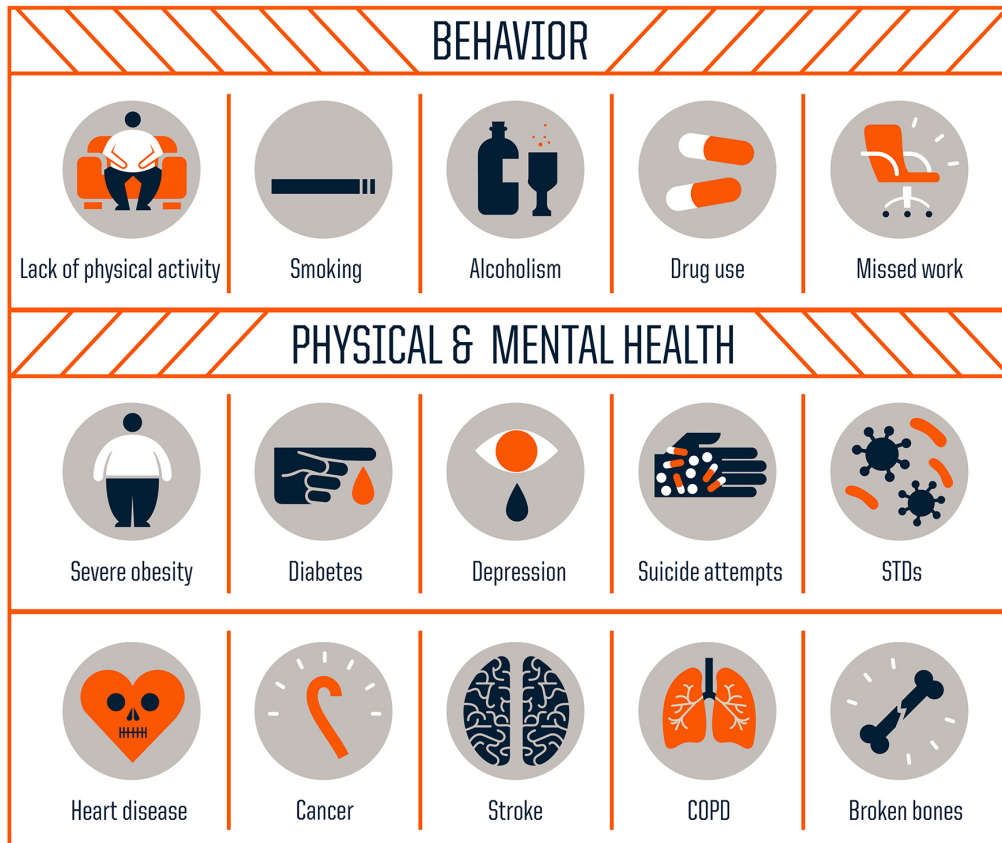 BEHAVIOR
Lack of physical activity
Smoking
Alcoholism
Drug use
Missed work
PHYSICAL & MENTAL HEALTH
Severe obesity
Diabetes
Depression
Suicide attempts
STDs
Heart disease
Cancer
Stroke
COPD
Broken bones